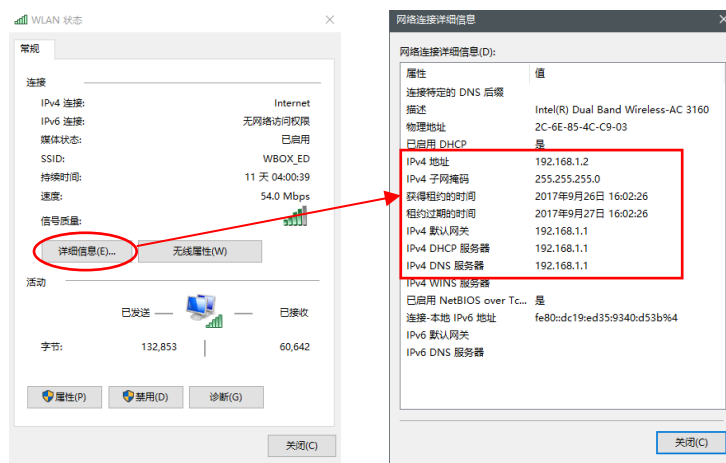 WLAN 状态
常规
连接
IPv4 连接: Internet
IPv6 连接: 无网络访问权限
媒体状态: 已启用
SSID: WBOX_ED
持续时间: 11 天 04:00:39
速度: 54.0 Mbps
信号质量:
详细信息(E)... 无线属性(W)
活动
已发送 已接收
字节: 132,853 60,642
属性(P) 禁用(D) 诊断(G)
关闭(C)
网络连接详细信息
网络连接详细信息(D):
属性 值
连接特定的 DNS 后缀
描述 Intel(R) Dual Band Wireless-AC 3160
物理地址 2C-6E-85-4C-C9-03
已启用 DHCP 是
IPv4 地址 192.168.1.2
IPv4 子网掩码 255.255.255.0
获得租约的时间 2017年9月26日 16:02:26
租约过期的时间 2017年9月27日 16:02:26
IPv4 默认网关 192.168.1.1
IPv4 DHCP 服务器 192.168.1.1
IPv4 DNS 服务器 192.168.1.1
IPv4 WINS 服务器
已启用 NetBIOS over Tc... 是
连接-本地 IPv6 地址 fe80::dc19:ed35:9340:d53b%4
IPv6 默认网关
IPv6 DNS 服务器
关闭(C)